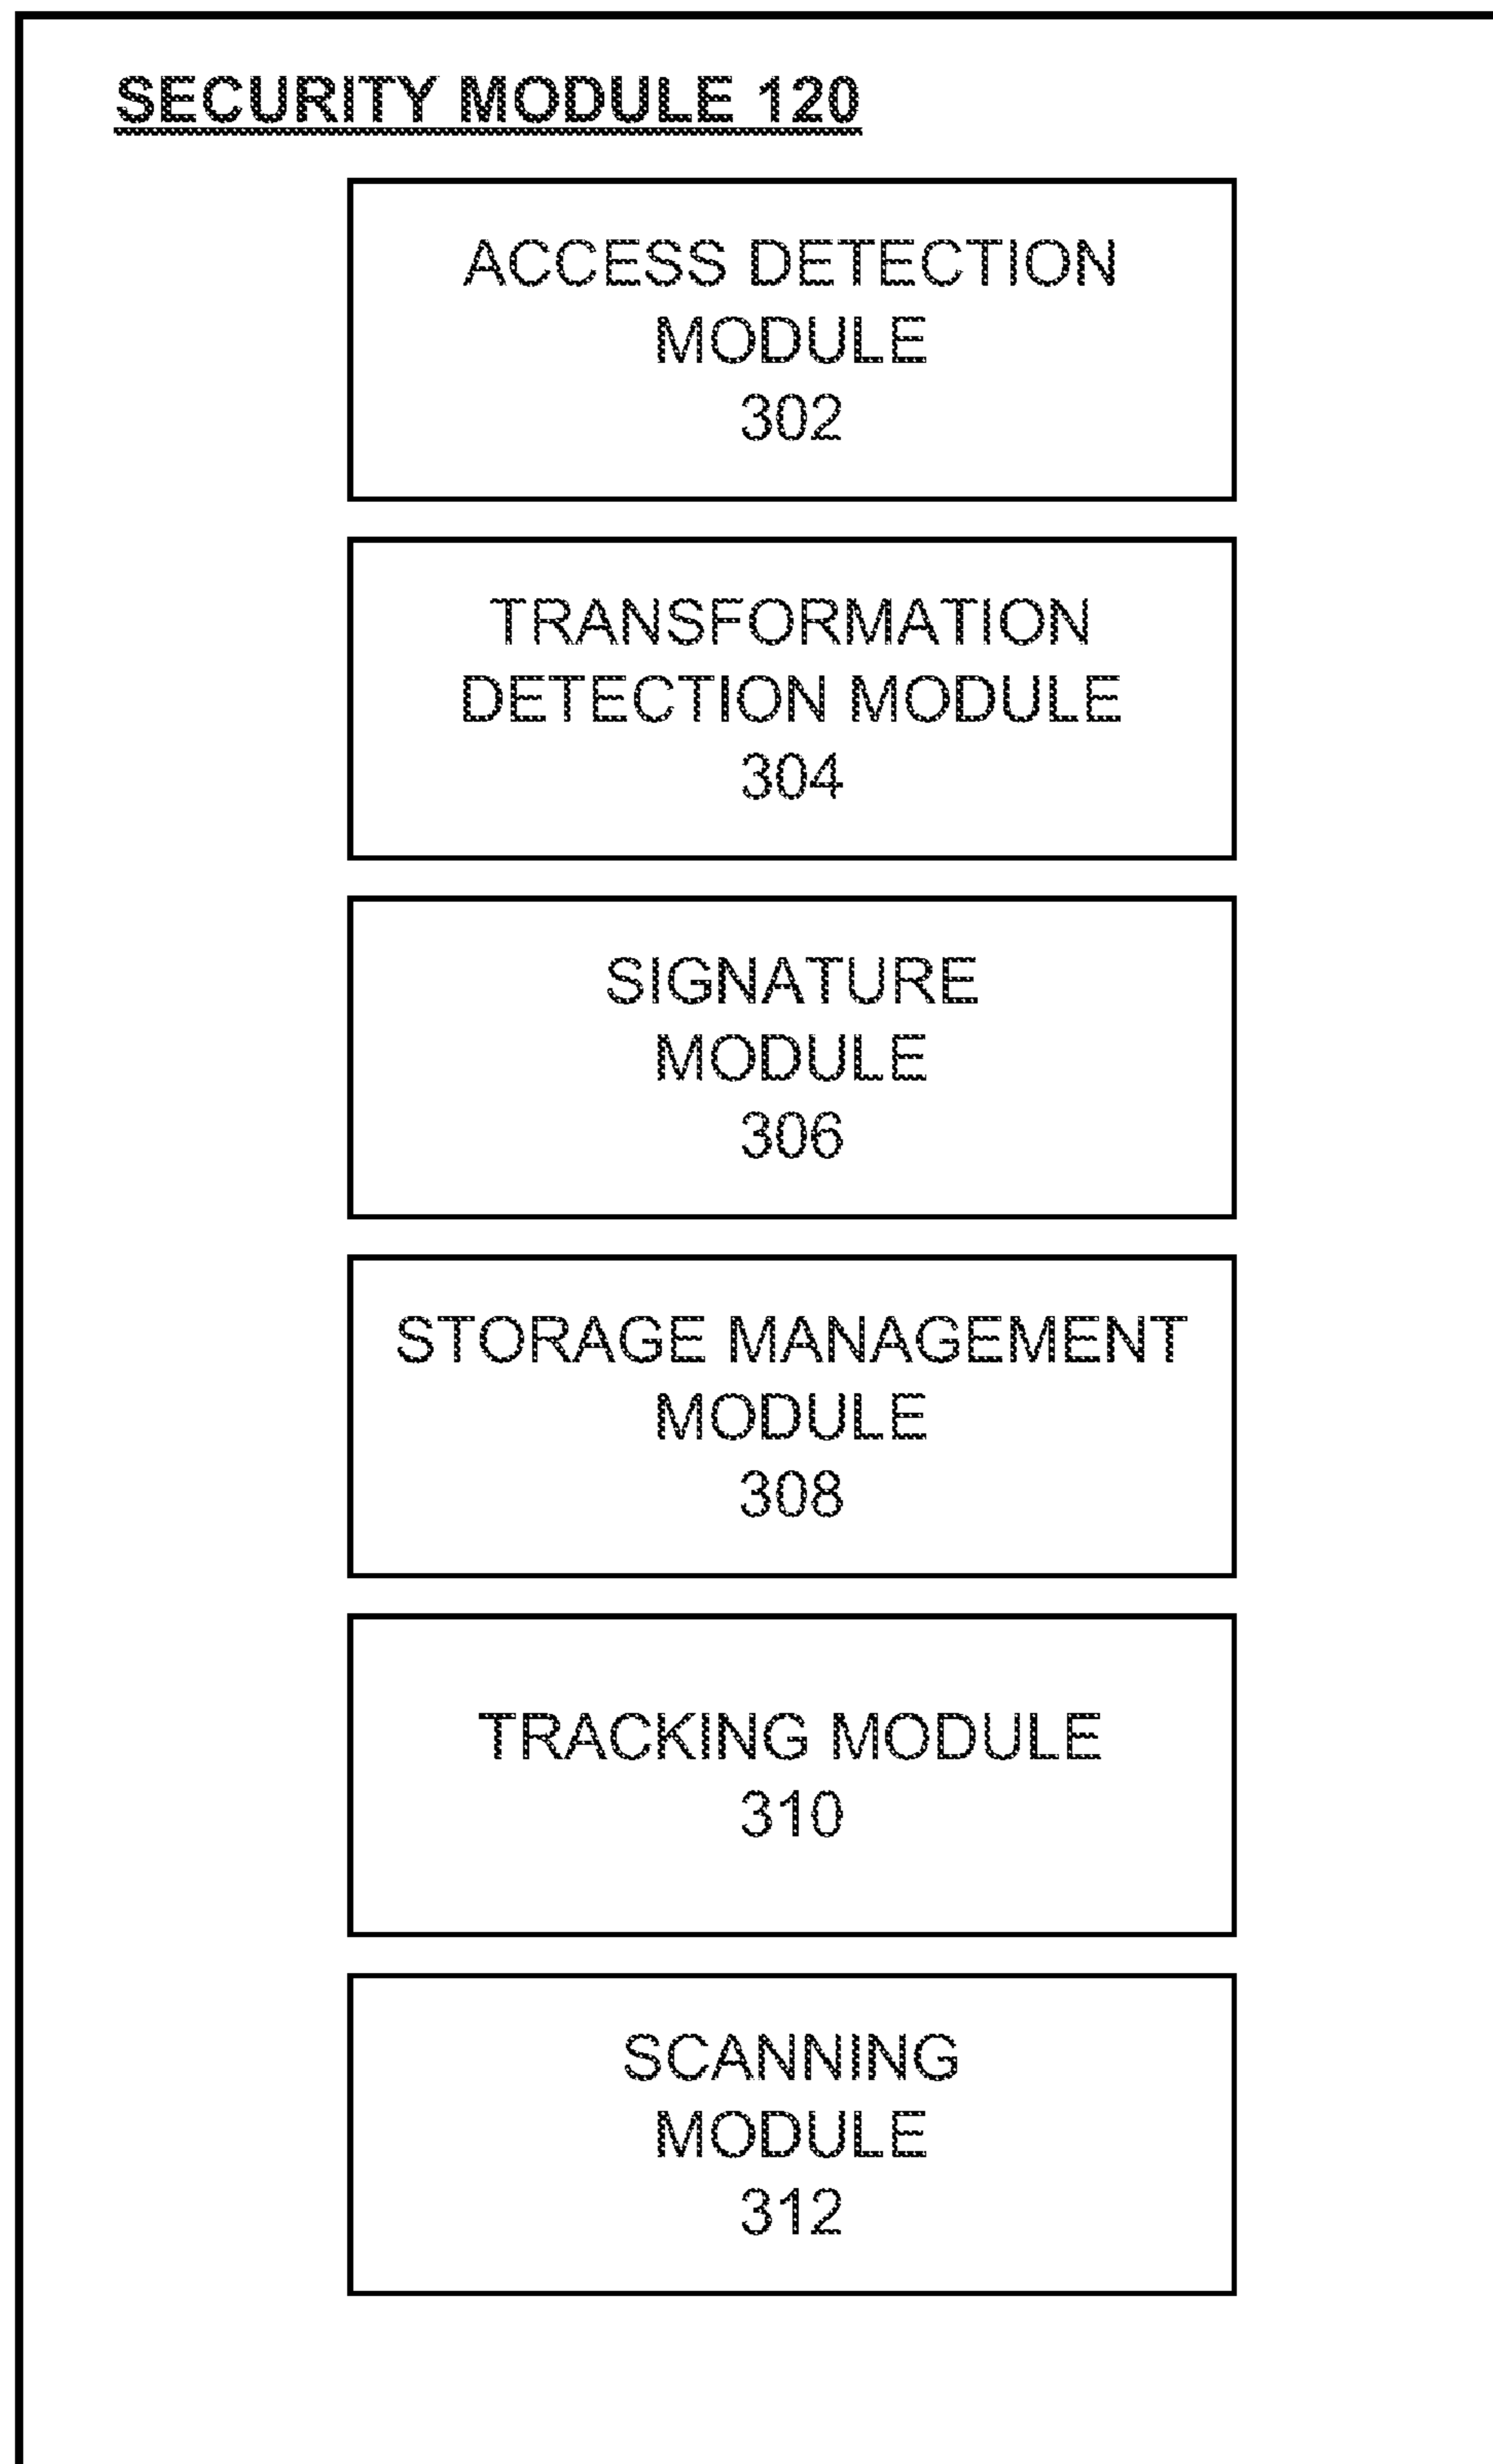 SECURITY MODULE 120
ACCESS DETECTION
MODULE
302
TRANSFORMATION
DETECTION MODULE
304
SIGNATURE
MODULE
306
STORAGE MANAGEMENT
MODULE
308
TRACKING MODULE
310
SCANNING
MODULE
312